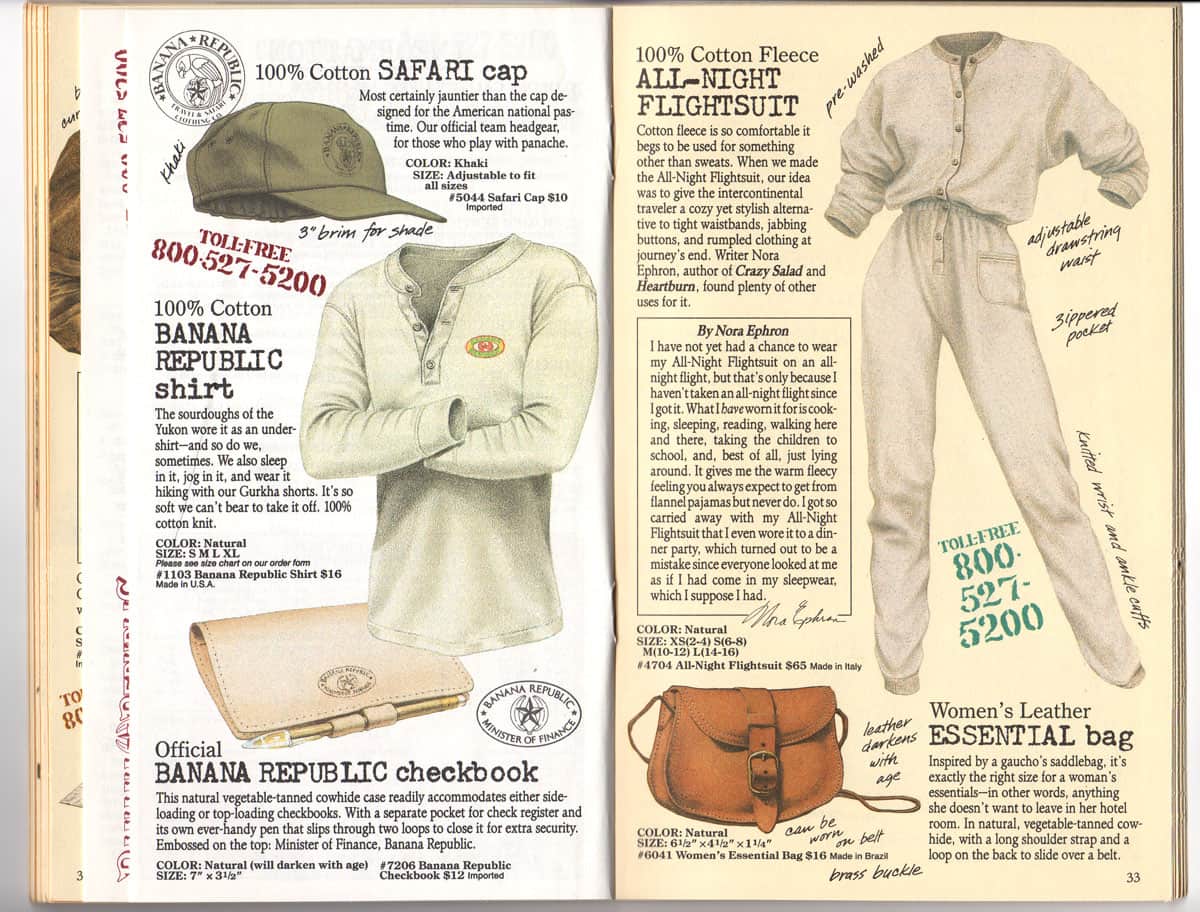 BANANA ★ REPUBLIC
TRAVEL & SAFARI
CLOTHING CO
100% Cotton SAFARI cap
Most certainly jauntier than the cap de-
signed for the American national pas-
time. Our official team headgear,
for those who play with panache.
COLOR: Khaki
SIZE: Adjustable to fit
all sizes
#5044 Safari Cap $10
Imported
Khaki
3" brim for shade
TOLL-FREE
800-527-5200
100% Cotton
BANANA
REPUBLIC
shirt
The sourdoughs of the
Yukon wore it as an under-
shirt—and so do we,
sometimes. We also sleep
in it, jog in it, and wear it
hiking with our Gurkha shorts. It's so
soft we can't bear to take it off. 100%
cotton knit.
COLOR: Natural
SIZE: S M L XL
Please see size chart on our order form
#1103 Banana Republic Shirt $16
Made in U.S.A.
BANANA REPUBLIC
MINISTER OF FINANCE
Official
BANANA REPUBLIC checkbook
This natural vegetable-tanned cowhide case readily accommodates either side-
loading or top-loading checkbooks. With a separate pocket for check register and
its own ever-handy pen that slips through two loops to close it for extra security.
Embossed on the top: Minister of Finance, Banana Republic.
COLOR: Natural (will darken with age)
SIZE: 7" x 3 1/2"
#7206 Banana Republic
Checkbook $12 Imported
100% Cotton Fleece
ALL-NIGHT
FLIGHTSUIT
Cotton fleece is so comfortable it
begs to be used for something
other than sweats. When we made
the All-Night Flightsuit, our idea
was to give the intercontinental
traveler a cozy yet stylish alterna-
tive to tight waistbands, jabbing
buttons, and rumpled clothing at
journey's end. Writer Nora
Ephron, author of Crazy Salad and
Heartburn, found plenty of other
uses for it.
By Nora Ephron
I have not yet had a chance to wear
my All-Night Flightsuit on an all-
night flight, but that's only because I
haven't taken an all-night flight since
I got it. What I have worn it for is cook-
ing, sleeping, reading, walking here
and there, taking the children to
school, and, best of all, just lying
around. It gives me the warm fleecy
feeling you always expect to get from
flannel pajamas but never do. I got so
carried away with my All-Night
Flightsuit that I even wore it to a din-
ner party, which turned out to be a
mistake since everyone looked at me
as if I had come in my sleepwear,
which I suppose I had.
Nora Ephron
COLOR: Natural
SIZE: XS(2-4) S(6-8)
M(10-12) L(14-16)
#4704 All-Night Flightsuit $65 Made in Italy
pre-washed
adjustable
drawstring
waist
zippered
pocket
knitted wrist and ankle cuffs
TOLL-FREE
800-
527-
5200
leather
darkens
with
age
can be
worn on belt
brass buckle
COLOR: Natural
SIZE: 6 1/2" x 4 1/2" x 1 1/4"
#6041 Women's Essential Bag $16 Made in Brazil
Women's Leather
ESSENTIAL bag
Inspired by a gaucho's saddlebag, it's
exactly the right size for a woman's
essentials—in other words, anything
she doesn't want to leave in her hotel
room. In natural, vegetable-tanned cow-
hide, with a long shoulder strap and a
loop on the back to slide over a belt.
33